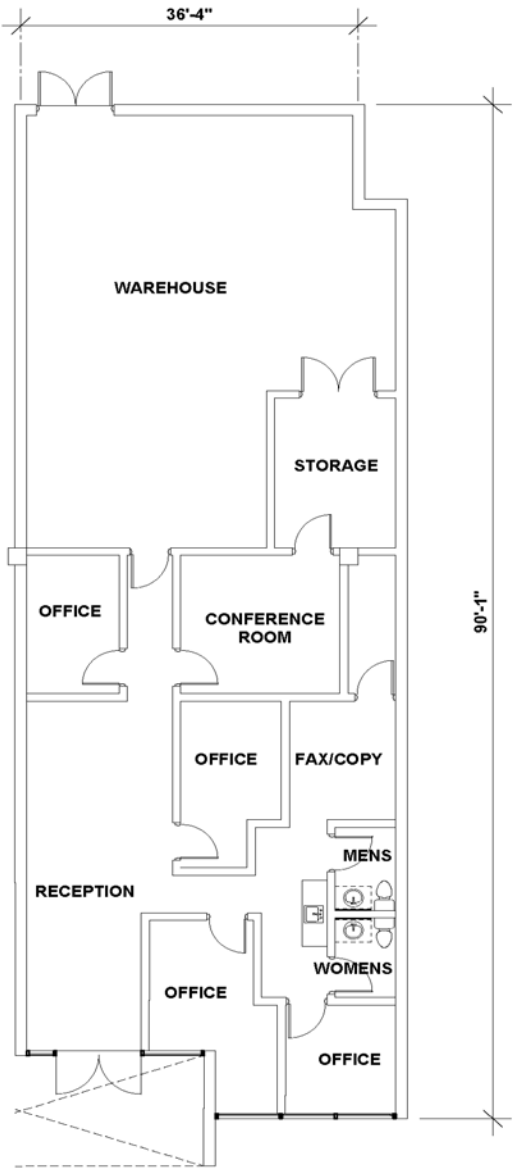 36'-4"
WAREHOUSE
STORAGE
OFFICE
CONFERENCE
ROOM
90'-1"
OFFICE
FAX/COPY
MENS
RECEPTION
WOMENS
OFFICE
OFFICE